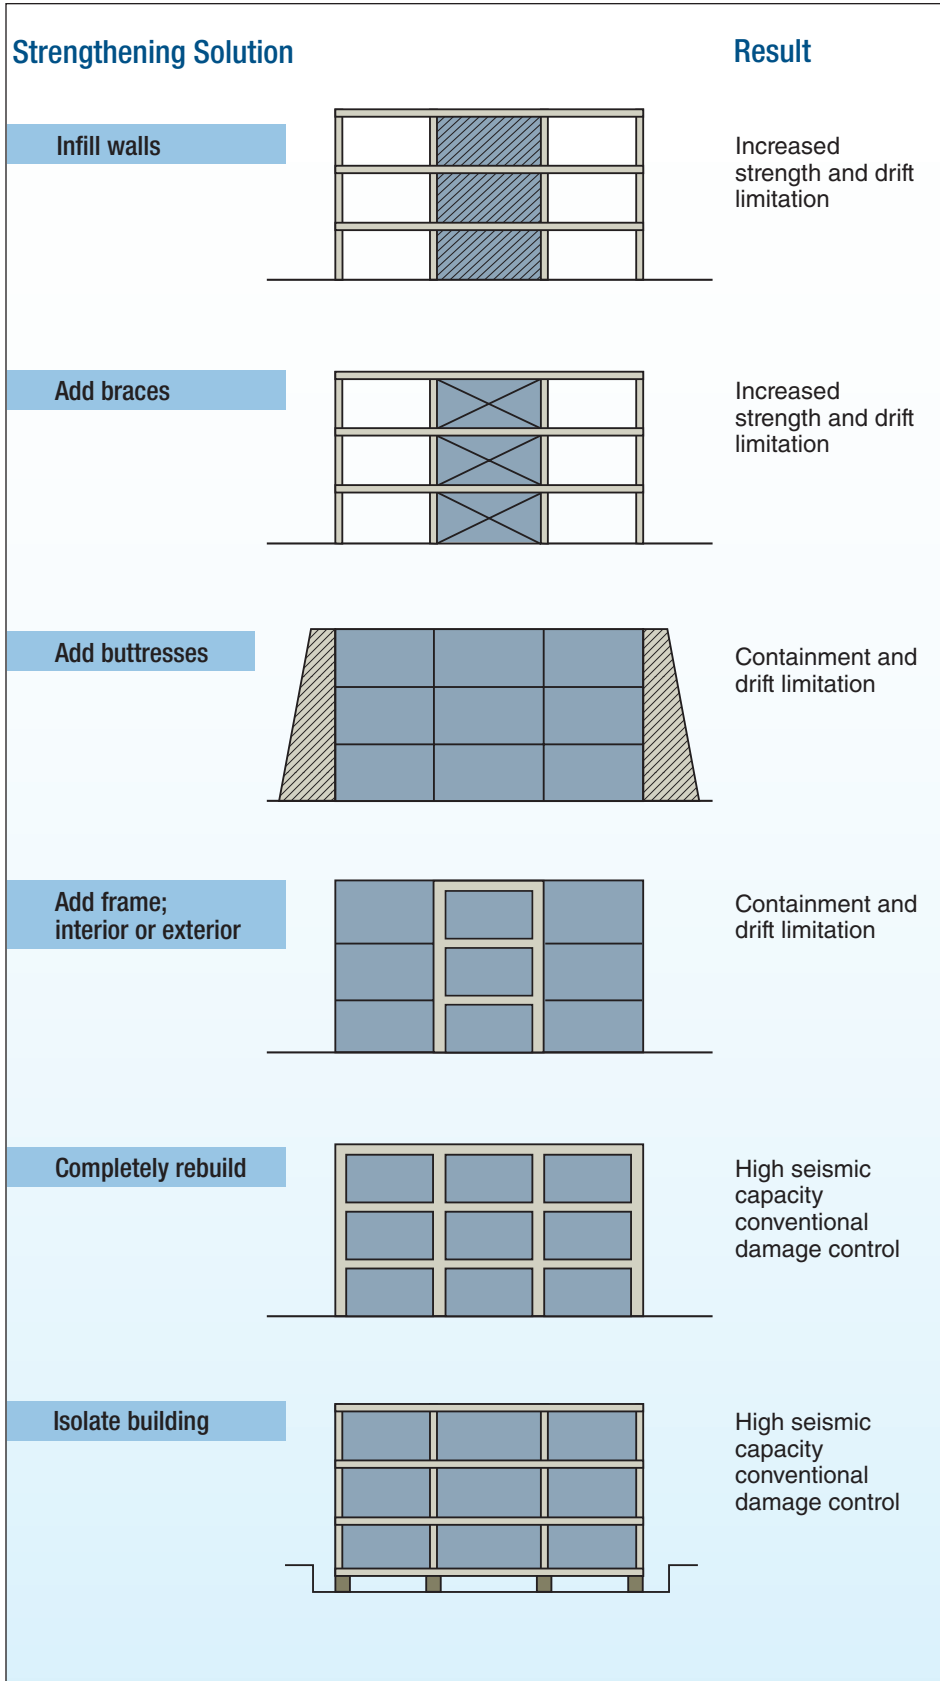 Strengthening Solution
Result
Infill walls
Increased
strength and drift
limitation
Add braces
Increased
strength and drift
limitation
Add buttresses
Containment and
drift limitation
Add frame;
interior or exterior
Containment and
drift limitation
Completely rebuild
High seismic
capacity
conventional
damage control
Isolate building
High seismic
capacity
conventional
damage control